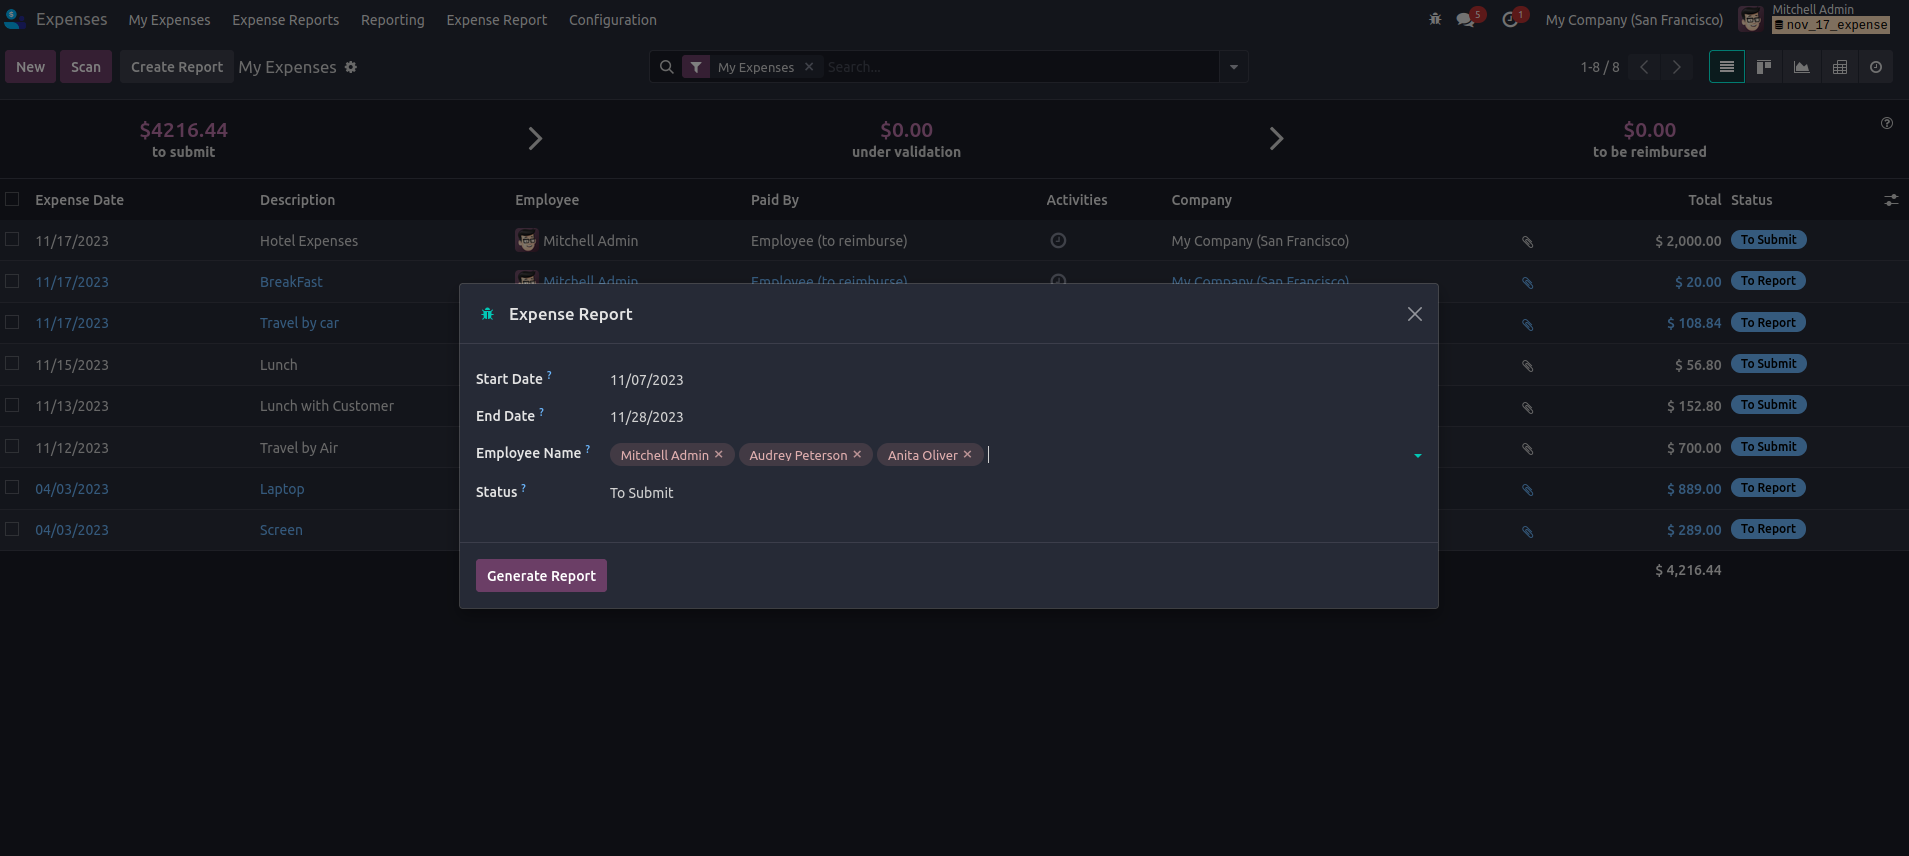 Expenses My Expenses Expense Reports Reporting Expense Report Configuration 5 1 My Company (San Francisco) Mitchell Admin
nov_17_expense
New Scan Create Report My Expenses My Expenses × Search... 1-8 / 8
$4216.44 $0.00 $0.00
to submit under validation to be reimbursed
Expense Date Description Employee Paid By Activities Company Total Status
11/17/2023 Hotel Expenses Mitchell Admin Employee (to reimburse) My Company (San Francisco) $ 2,000.00 To Submit
11/17/2023 BreakFast Mitchell Admin Employee (to reimburse) My Company (San Francisco) $ 20.00 To Report
11/17/2023 Travel by car $ 108.84 To Report
11/15/2023 Lunch $ 56.80 To Submit
11/13/2023 Lunch with Customer $ 152.80 To Submit
11/12/2023 Travel by Air $ 700.00 To Submit
04/03/2023 Laptop $ 889.00 To Report
04/03/2023 Screen $ 289.00 To Report
$ 4,216.44
Expense Report
Start Date ? 11/07/2023
End Date ? 11/28/2023
Employee Name ? Mitchell Admin × Audrey Peterson × Anita Oliver ×
Status ? To Submit
Generate Report